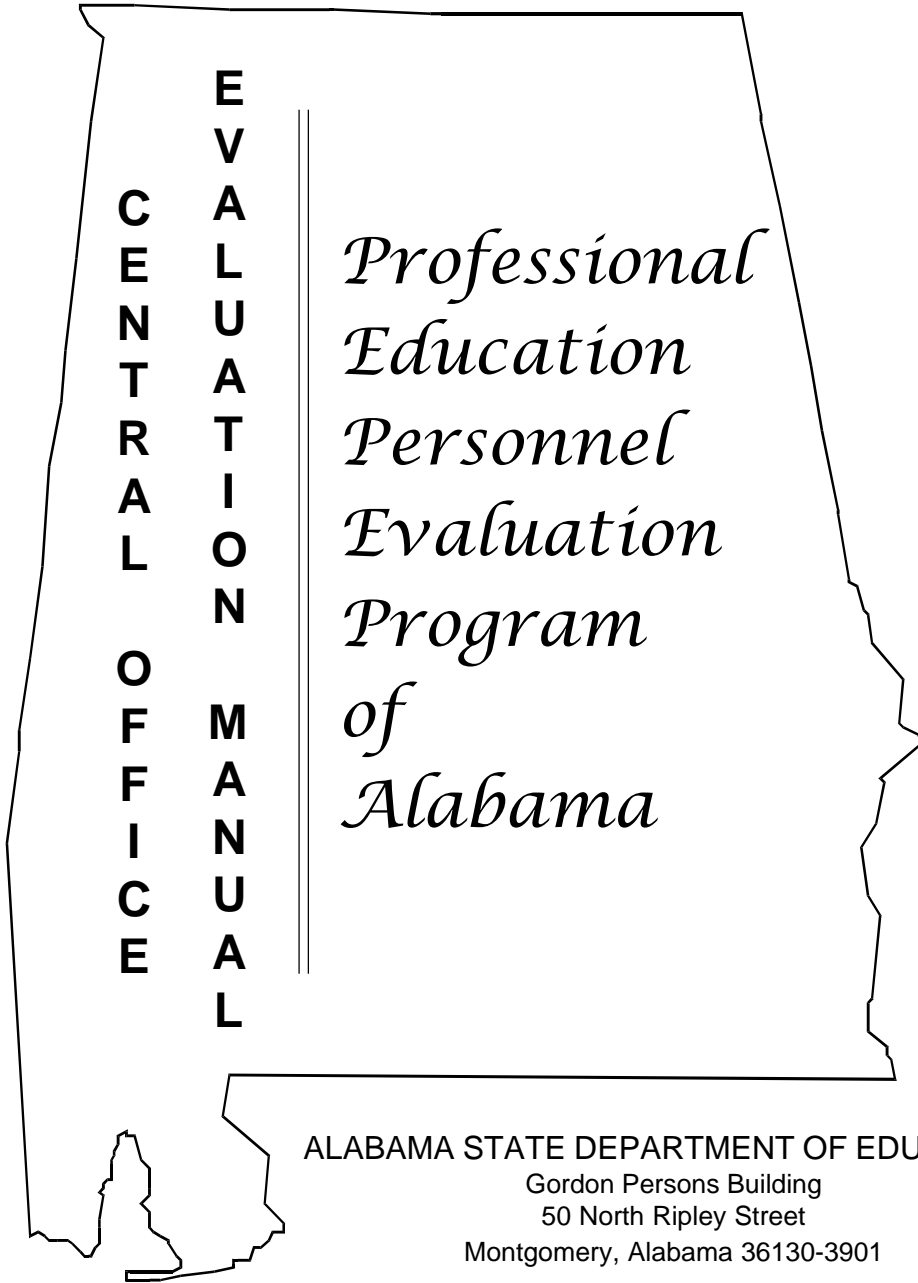 CENTRAL OFFICE
EVALUATION MANUAL
Professional
Education
Personnel
Evaluation
Program
of
Alabama
ALABAMA STATE DEPARTMENT OF EDU
Gordon Persons Building
50 North Ripley Street
Montgomery, Alabama 36130-3901